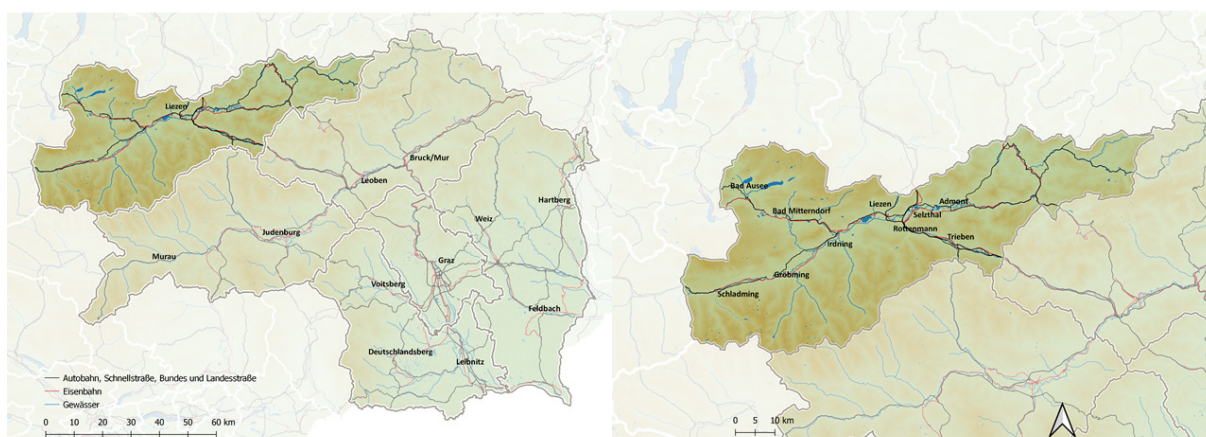 Liezen
Bruck/Mur
Leoben
Hartberg
Weiz
Judenburg
Murau
Graz
Voitsberg
Feldbach
Deutschlandsberg
Leibnitz
Autobahn, Schnellstraße, Bundes und Landesstraße
Eisenbahn
Gewässer
0 10 20 30 40 50 60 km
Bad Ausee
Bad Mitterndorf
Liezen
Admont
Selzthal
Rottenmann
Trieben
Irdning
Gröbming
Schladming
0 5 10 km